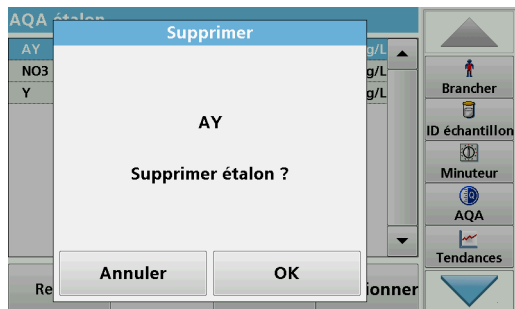 AQA étalon
Supprimer
AY g/L
NO3 g/L
Y g/L
AY
Supprimer étalon ?
Annuler OK
Re ionner
Brancher
ID échantillon
Minuteur
AQA
Tendances